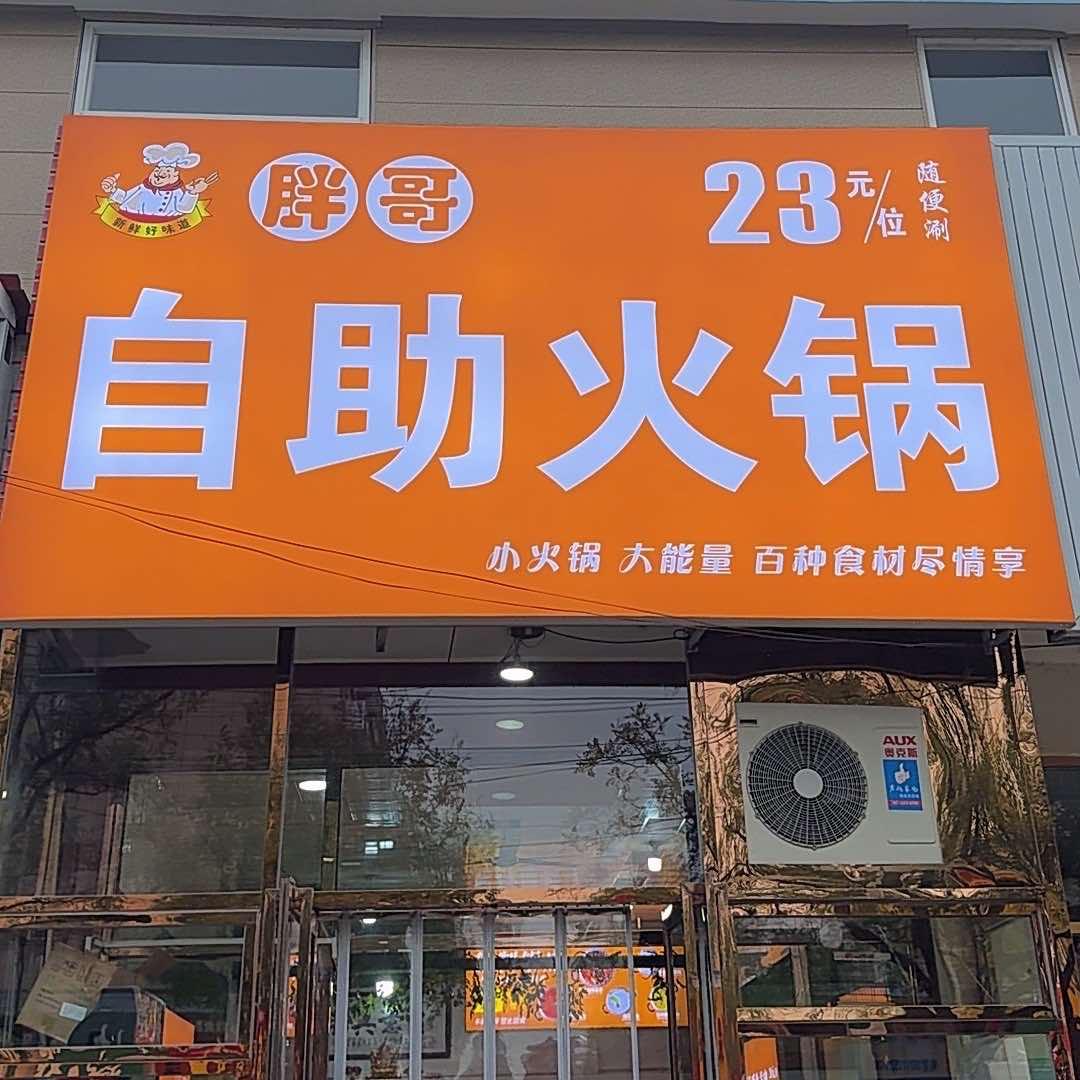 新鲜好味道
胖哥
23元/位
随便涮
自助火锅
小火锅 大能量 百种食材尽情享
AUX
奥克斯